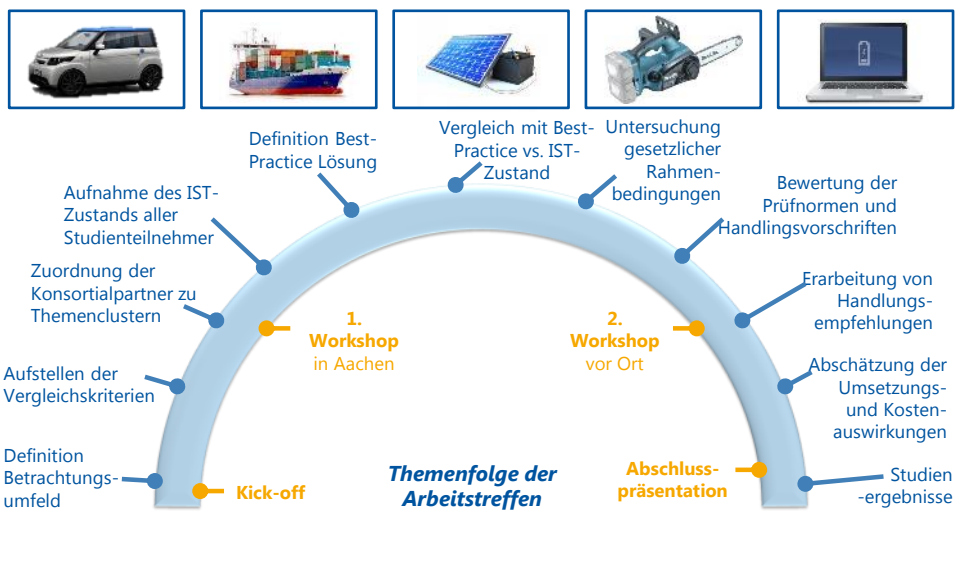 Definition Best-
Practice Lösung
Vergleich mit Best-
Practice vs. IST-
Zustand
Untersuchung
gesetzlicher
Rahmen-
bedingungen
Aufnahme des IST-
Zustands aller
Studienteilnehmer
Bewertung der
Prüfnormen und
Handlingsvorschriften
Zuordnung der
Konsortialpartner zu
Themenclustern
Erarbeitung von
Handlungs-
empfehlungen
1.
Workshop
in Aachen
2.
Workshop
vor Ort
Aufstellen der
Vergleichskriterien
Abschätzung der
Umsetzungs-
und Kosten-
auswirkungen
Definition
Betrachtungs-
umfeld
Kick-off
Themenfolge der
Arbeitstreffen
Abschluss-
präsentation
Studien
-ergebnisse